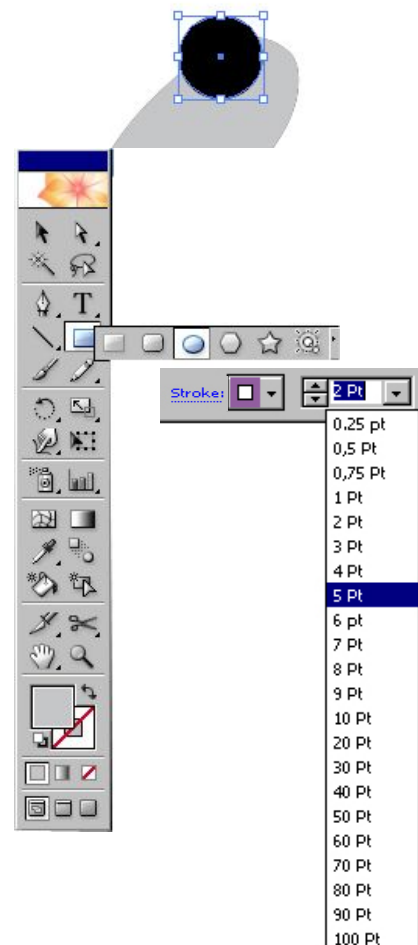 T
Stroke:
2 Pt
0.25 pt
0,5 Pt
0,75 Pt
1 Pt
2 Pt
3 Pt
4 Pt
5 Pt
6 pt
7 Pt
8 Pt
9 Pt
10 Pt
20 Pt
30 Pt
40 Pt
50 Pt
60 Pt
70 Pt
80 Pt
90 Pt
100 Pt